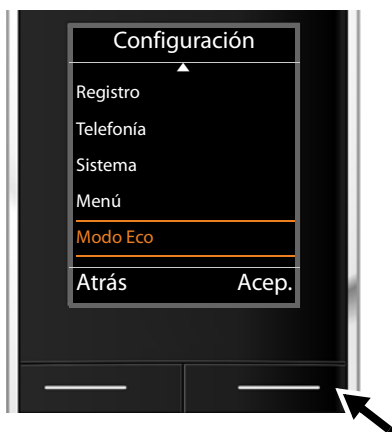 Configuración
Registro
Telefonía
Sistema
Menú
Modo Eco
Atrás Acep.